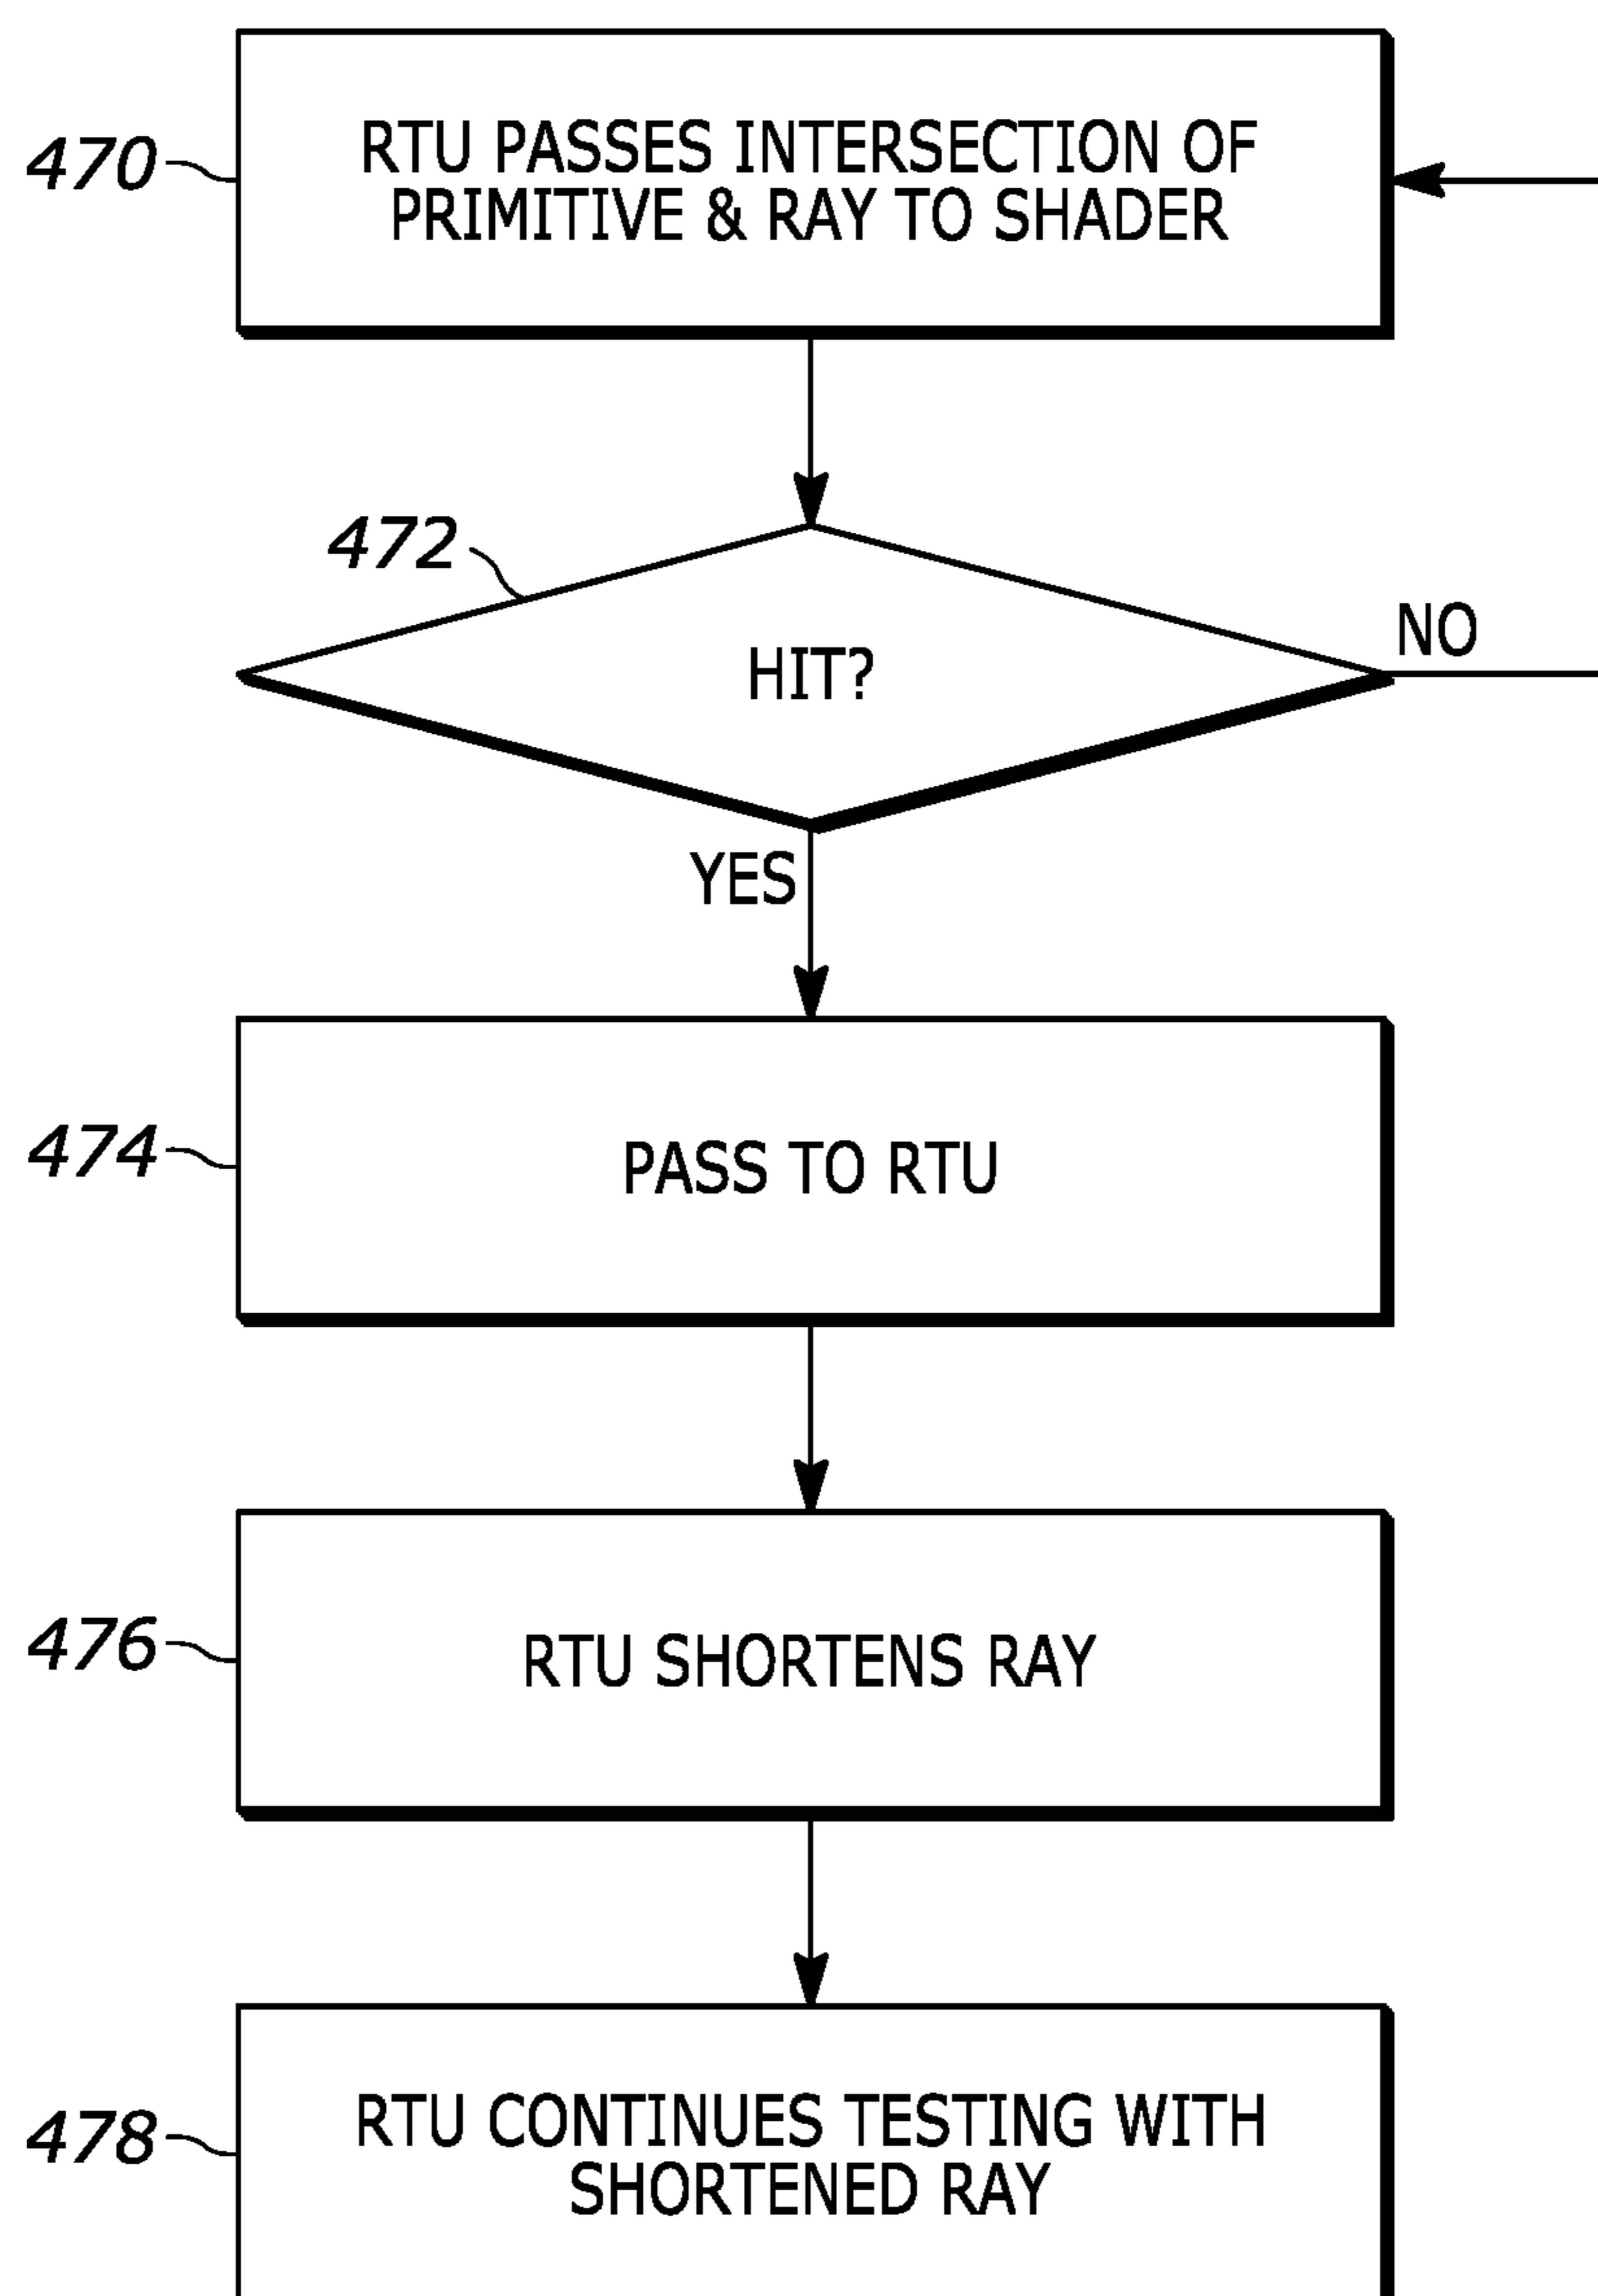 470
RTU PASSES INTERSECTION OF
PRIMITIVE & RAY TO SHADER
472
HIT?
NO
YES
474
PASS TO RTU
476
RTU SHORTENS RAY
478
RTU CONTINUES TESTING WITH
SHORTENED RAY